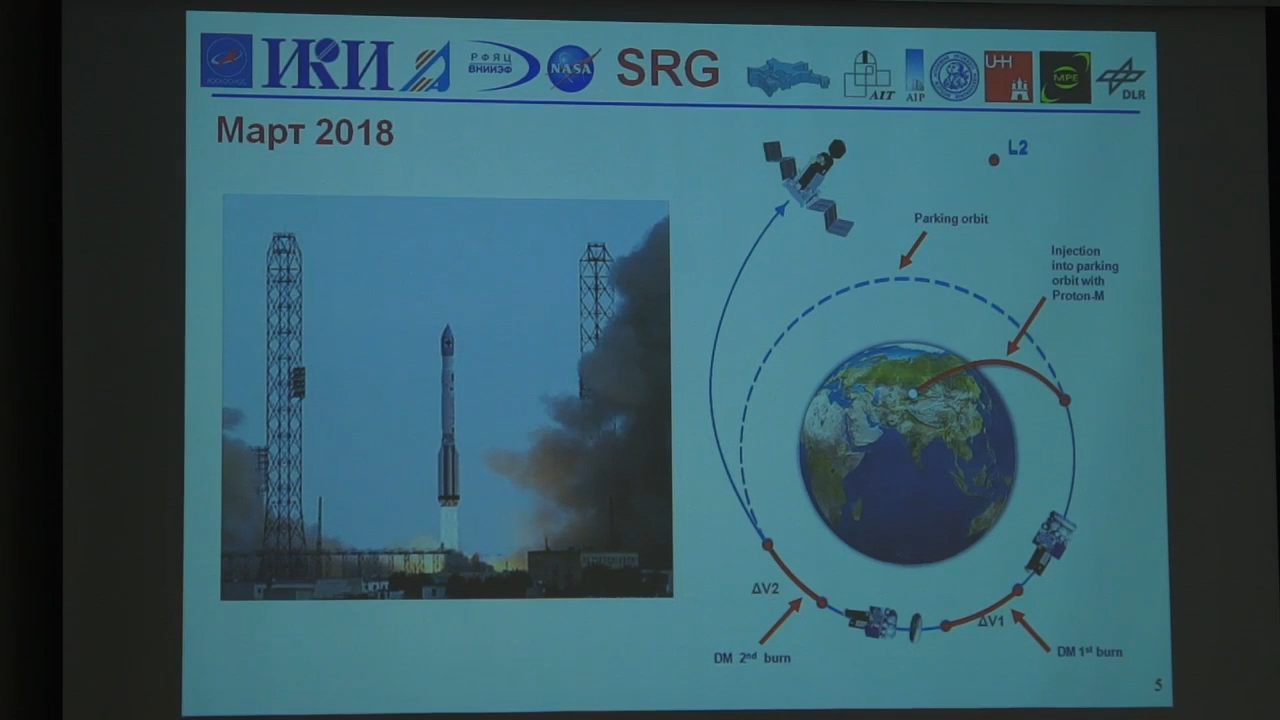 ИКИ
РФЯЦ
ВНИИЭФ
NASA
SRG
AIT
AIP
UHH
MPE
DLR
Март 2018
L2
Parking orbit
Injection
into parking
orbit with
Proton-M
ΔV2
ΔV1
DM 2nd burn
DM 1st burn
5